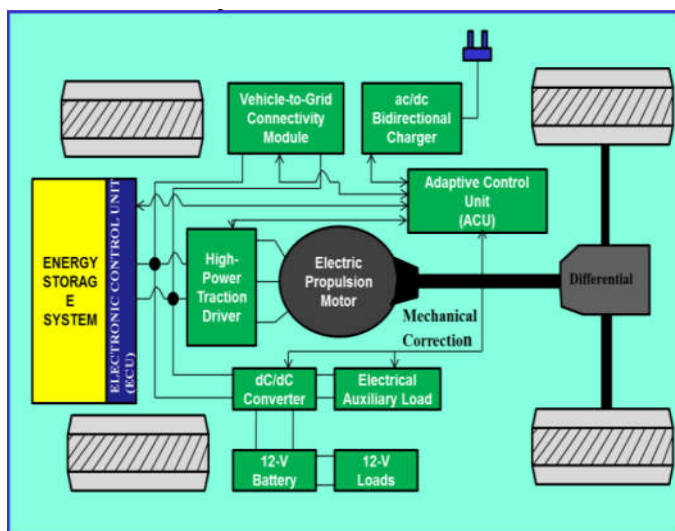 Vehicle-to-Grid
Connectivity
Module
ac/dc
Bidirectional
Charger
Adaptive Control
Unit
(ACU)
ENERGY
STORAG
E
SYSTEM
ELECTRONIC CONTROL UNIT
(ECU)
High-
Power
Traction
Driver
Electric
Propulsion
Motor
Differential
Mechanical
Correction
dC/dC
Converter
Electrical
Auxiliary Load
12-V
Battery
12-V
Loads